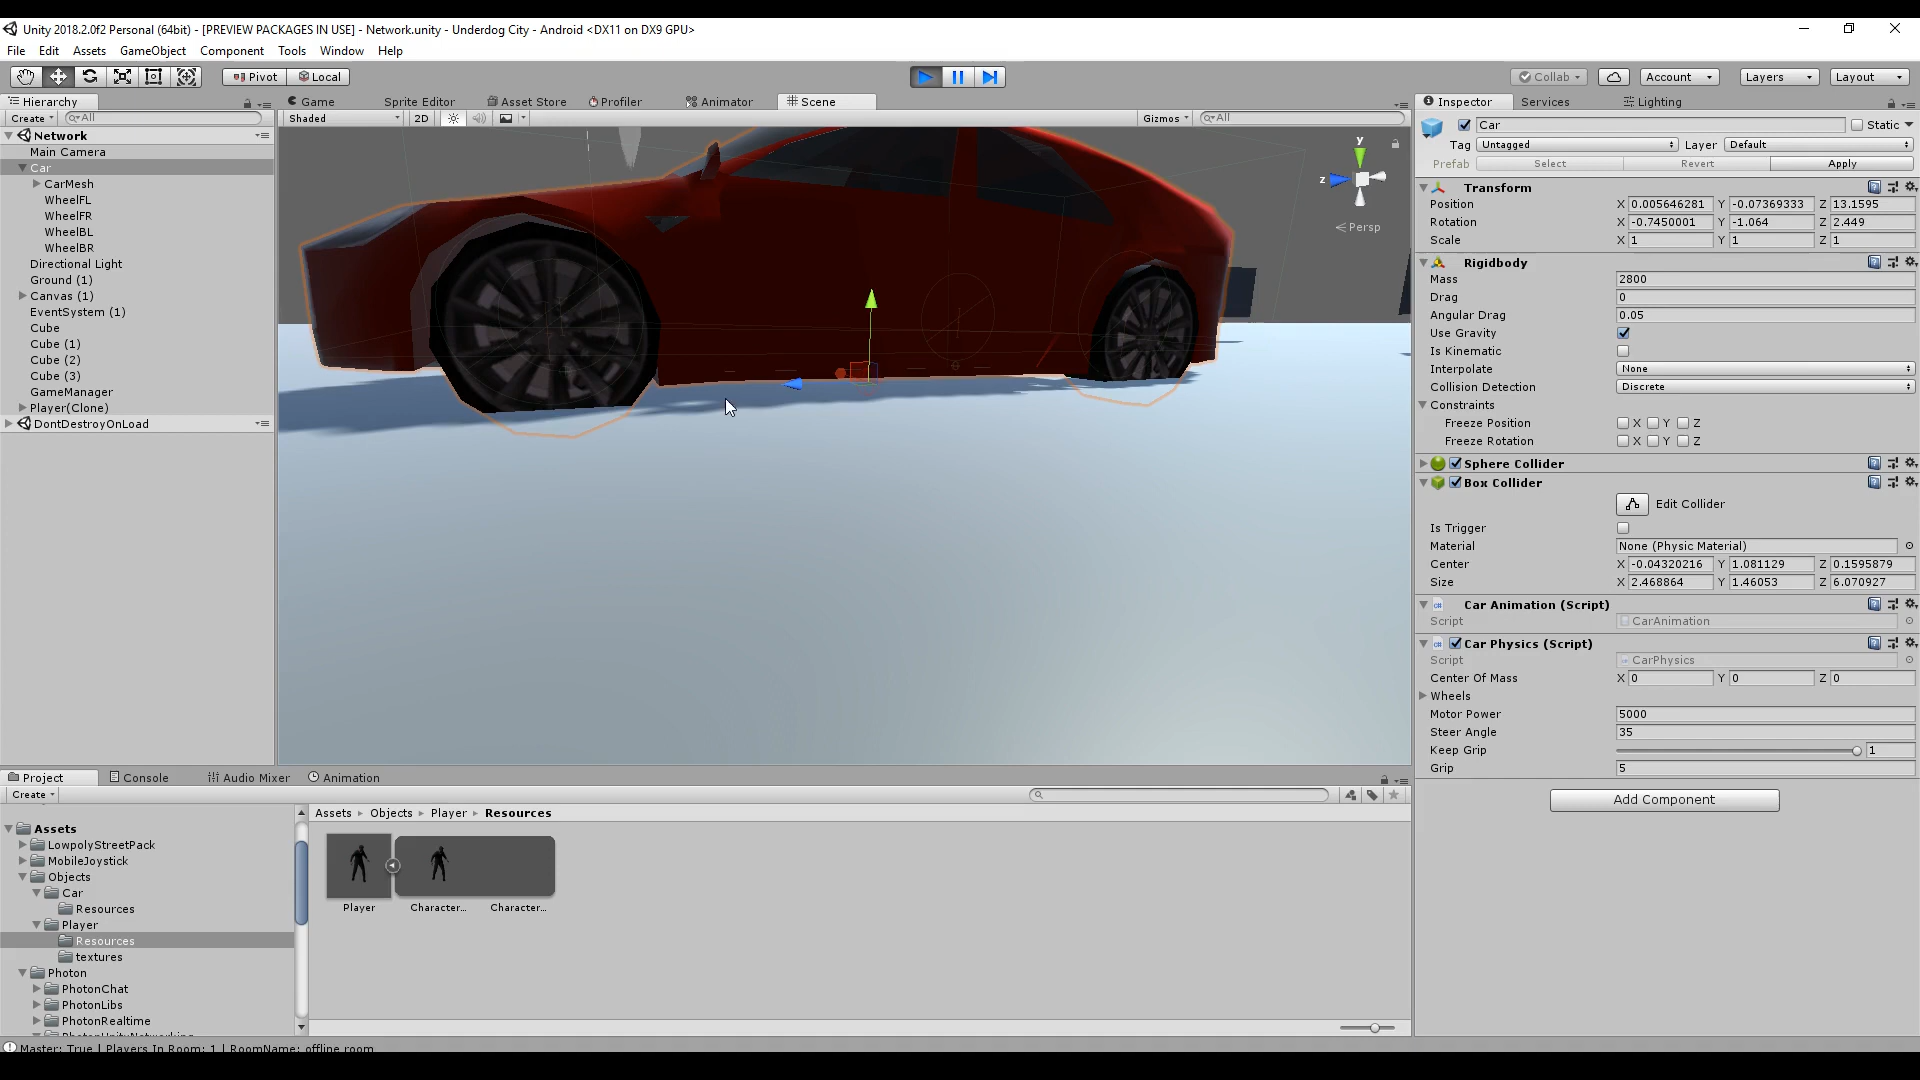 Unity 2018.2.0f2 Personal (64bit) - [PREVIEW PACKAGES IN USE] - Network.unity - Underdog City - Android <DX11 on DX9 GPU>
File Edit Assets GameObject Component Tools Window Help
Pivot Local Collab Account Layers Layout
Hierarchy Game Sprite Editor Asset Store Profiler Animator Scene Inspector Services Lighting
Create All Shaded 2D Gizmos All
Car Static
Tag Untagged Layer Default
Prefab Select Revert Apply
Network
Main Camera
Car
CarMesh
WheelFL
WheelFR
WheelBL
WheelBR
Directional Light
Ground (1)
Canvas (1)
EventSystem (1)
Cube
Cube (1)
Cube (2)
Cube (3)
GameManager
Player(Clone)
DontDestroyOnLoad
y
z
Persp
Transform
Position X 0.005646281 Y -0.07369333 Z 13.1595
Rotation X -0.7450001 Y -1.064 Z 2.449
Scale X 1 Y 1 Z 1
Rigidbody
Mass 2800
Drag 0
Angular Drag 0.05
Use Gravity
Is Kinematic
Interpolate None
Collision Detection Discrete
Constraints
Freeze Position X Y Z
Freeze Rotation X Y Z
Sphere Collider
Box Collider
Edit Collider
Is Trigger
Material None (Physic Material)
Center X -0.04320216 Y 1.081129 Z 0.1595879
Size X 2.468864 Y 1.46053 Z 6.070927
Car Animation (Script)
Script CarAnimation
Car Physics (Script)
Script CarPhysics
Center Of Mass X 0 Y 0 Z 0
Wheels
Motor Power 5000
Steer Angle 35
Keep Grip 1
Grip 5
Add Component
Project Console Audio Mixer Animation
Create
Assets Objects Player Resources
Assets
LowpolyStreetPack
MobileJoystick
Objects
Car
Resources
Player
Resources
textures
Photon
PhotonChat
PhotonLibs
PhotonRealtime
PhotonUnityNetworking
Player Character... Character...
Master: True | Players In Room: 1 | RoomName: offline room